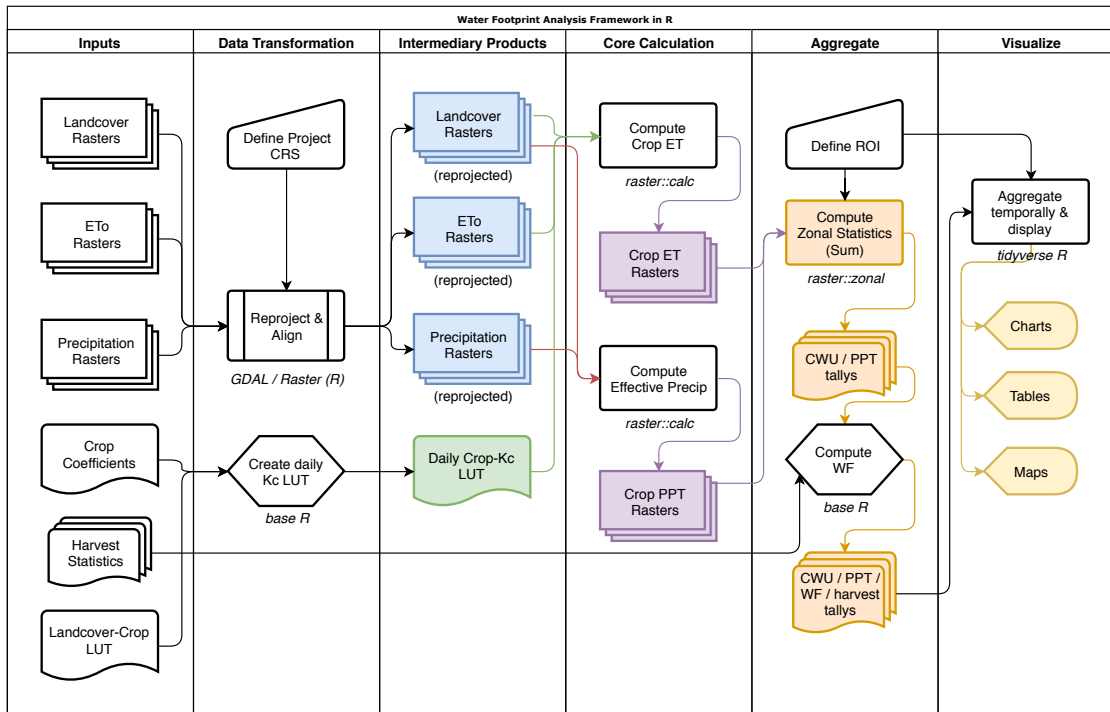 Water Footprint Analysis Framework in R
Inputs
Data Transformation
Intermediary Products
Core Calculation
Aggregate
Visualize
Landcover
Rasters
ETo
Rasters
Precipitation
Rasters
Crop
Coefficients
Harvest
Statistics
Landcover-Crop
LUT
Define Project
CRS
Reproject &
Align
GDAL / Raster (R)
Create daily
Kc LUT
base R
Landcover
Rasters
(reprojected)
ETo
Rasters
(reprojected)
Precipitation
Rasters
(reprojected)
Daily Crop-Kc
LUT
Compute
Crop ET
raster::calc
Crop ET
Rasters
Compute
Effective Precip
raster::calc
Crop PPT
Rasters
Define ROI
Compute
Zonal Statistics
(Sum)
raster::zonal
CWU / PPT
tallys
Compute
WF
base R
CWU / PPT /
WF / harvest
tallys
Aggregate
temporally &
display
tidyverse R
Charts
Tables
Maps